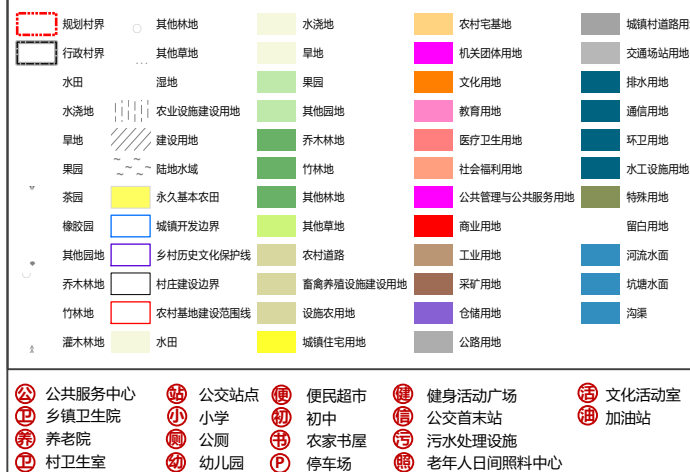 规划村界 其他林地 水浇地 农村宅基地 城镇村道路用
行政村界 其他草地 旱地 机关团体用地 交通场站用地
水田 湿地 果园 文化用地 排水用地
水浇地 农业设施建设用地 其他园地 教育用地 通信用地
旱地 建设用地 乔木林地 医疗卫生用地 环卫用地
果园 陆地水域 竹林地 社会福利用地 水工设施用地
茶园 永久基本农田 其他林地 公共管理与公共服务用地 特殊用地
橡胶园 城镇开发边界 其他草地 商业用地 留白用地
其他园地 乡村历史文化保护线 农村道路 工业用地 河流水面
乔木林地 村庄建设边界 畜禽养殖设施建设用地 采矿用地 坑塘水面
竹林地 农村基地建设范围线 设施农用地 仓储用地 沟渠
灌木林地 水田 城镇住宅用地 公路用地
公 公共服务中心 站 公交站点 便 便民超市 健 健身活动广场 活 文化活动室
卫 乡镇卫生院 小 小学 初 初中 信 公交首末站 油 加油站
养 养老院 厕 公厕 书 农家书屋 污 污水处理设施
卫 村卫生室 幼 幼儿园 P 停车场 照 老年人日间照料中心